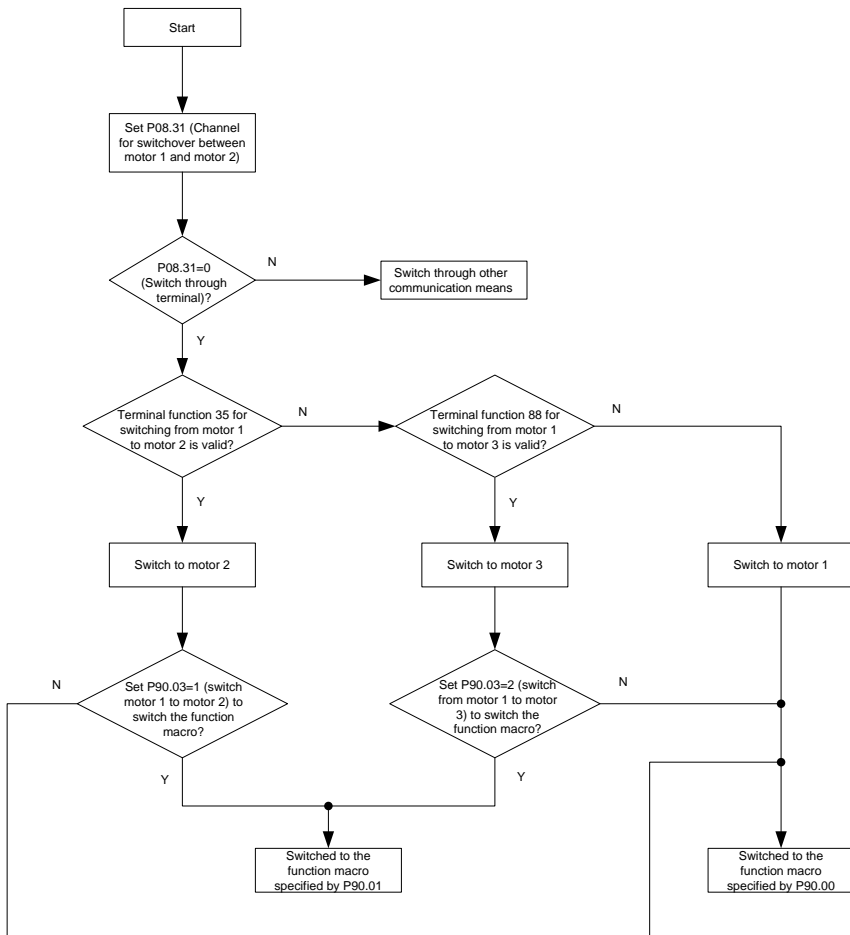 Start
Set P08.31 (Channel
for switchover between
motor 1 and motor 2)
P08.31=0
(Switch through
terminal)?
N
Switch through other
communication means
Y
Terminal function 35 for
switching from motor 1
to motor 2 is valid?
N
Terminal function 88 for
switching from motor 1
to motor 3 is valid?
N
Y
Y
Switch to motor 2
Switch to motor 3
Switch to motor 1
N
Set P90.03=1 (switch
motor 1 to motor 2) to
switch the function
macro?
Set P90.03=2 (switch
from motor 1 to motor
3) to switch the
function macro?
N
Y
Y
Switched to the
function macro
specified by P90.01
Switched to the
function macro
specified by P90.00